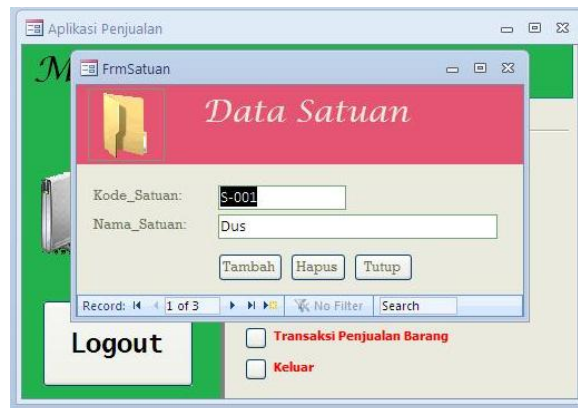 Aplikasi Penjualan
M
FrmSatuan
Data Satuan
Kode_Satuan: S-001
Nama_Satuan: Dus
Tambah Hapus Tutup
Record: 1 of 3 No Filter Search
Logout
Transaksi Penjualan Barang
Keluar